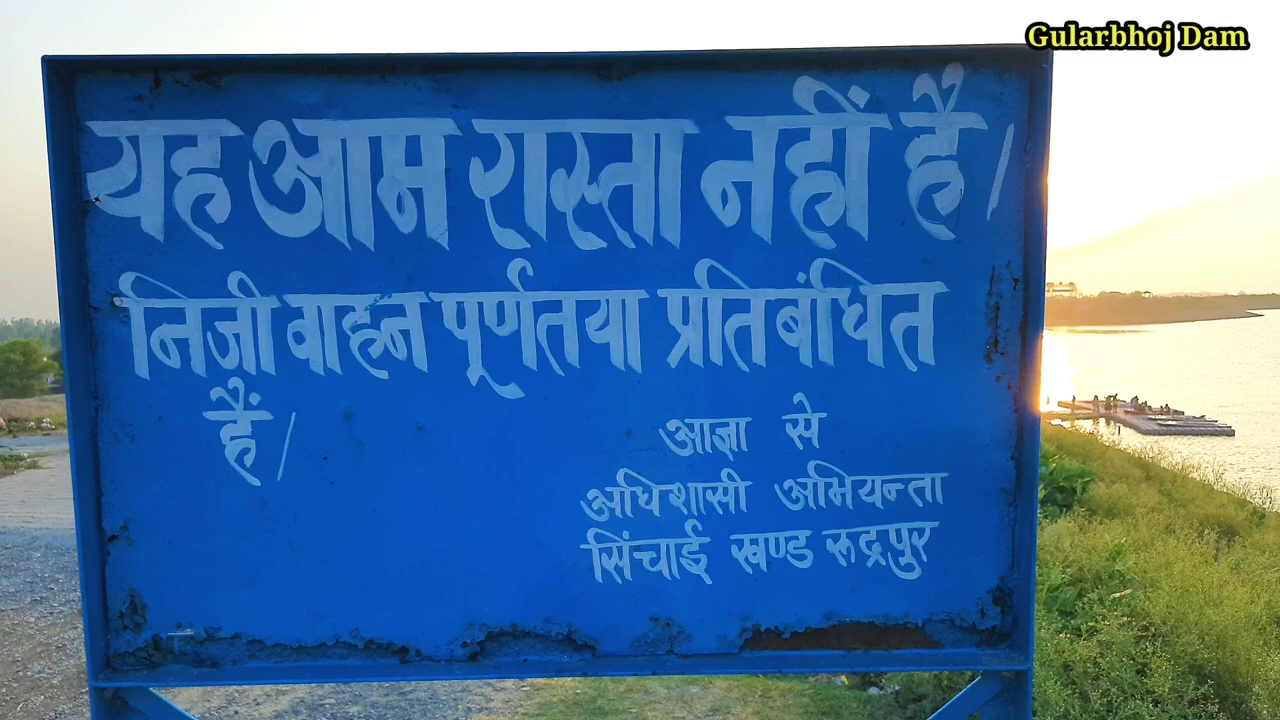 Gularbhoj Dam
यह आम रास्ता नहीं है।
निजी वाहन पूर्णतया प्रतिबंधित
हैं।
आज्ञा से
अधिशासी अभियन्ता
सिंचाई खण्ड रूद्रपुर